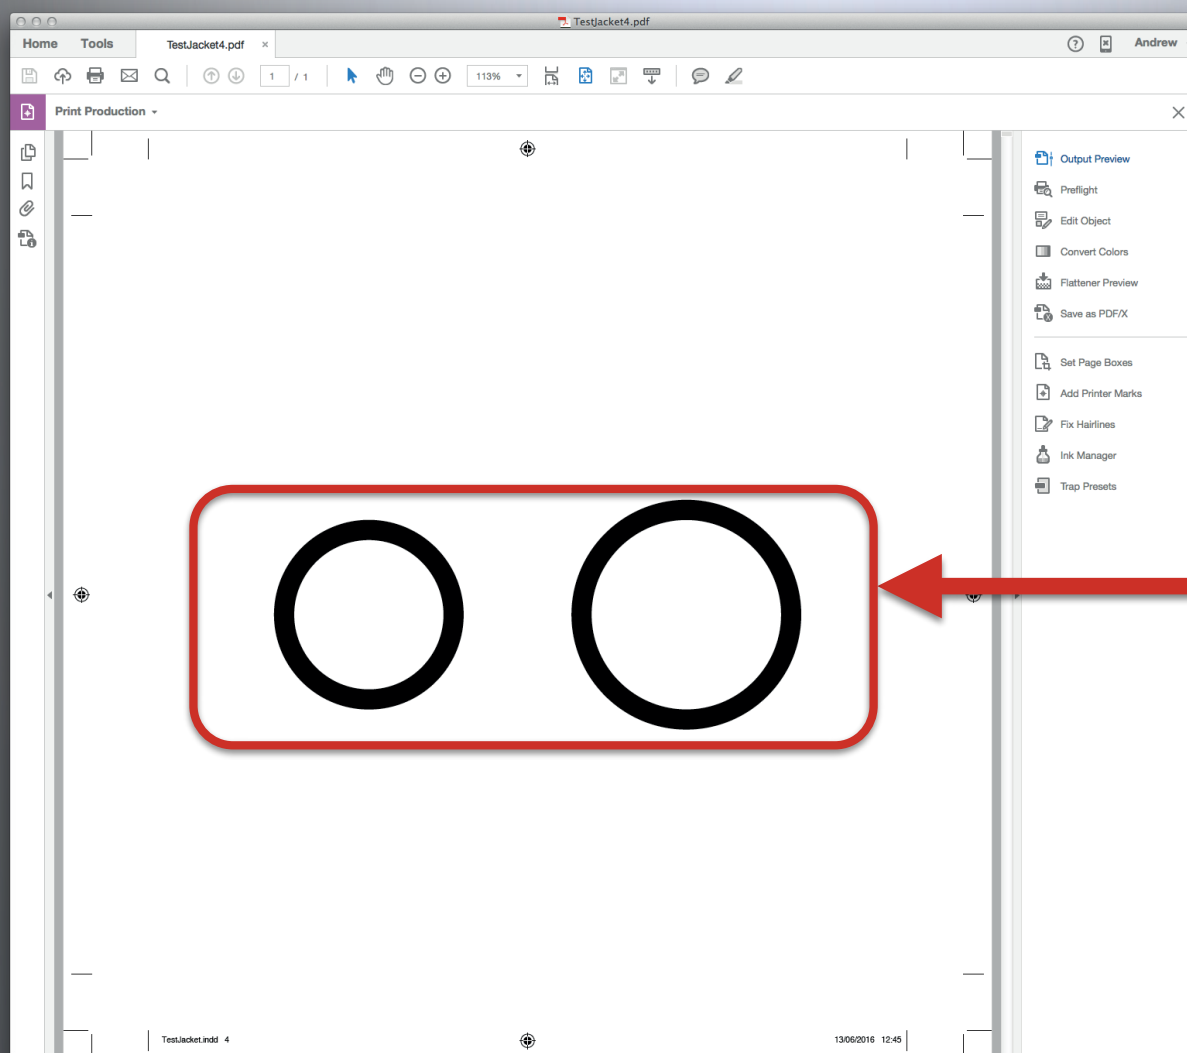 TestJacket4.pdf
Home Tools TestJacket4.pdf × Andrew
1 / 1 113%
Print Production
Output Preview
Preflight
Edit Object
Convert Colors
Flattener Preview
Save as PDF/X
Set Page Boxes
Add Printer Marks
Fix Hairlines
Ink Manager
Trap Presets
TestJacket.indd 4 13/06/2016 12:45